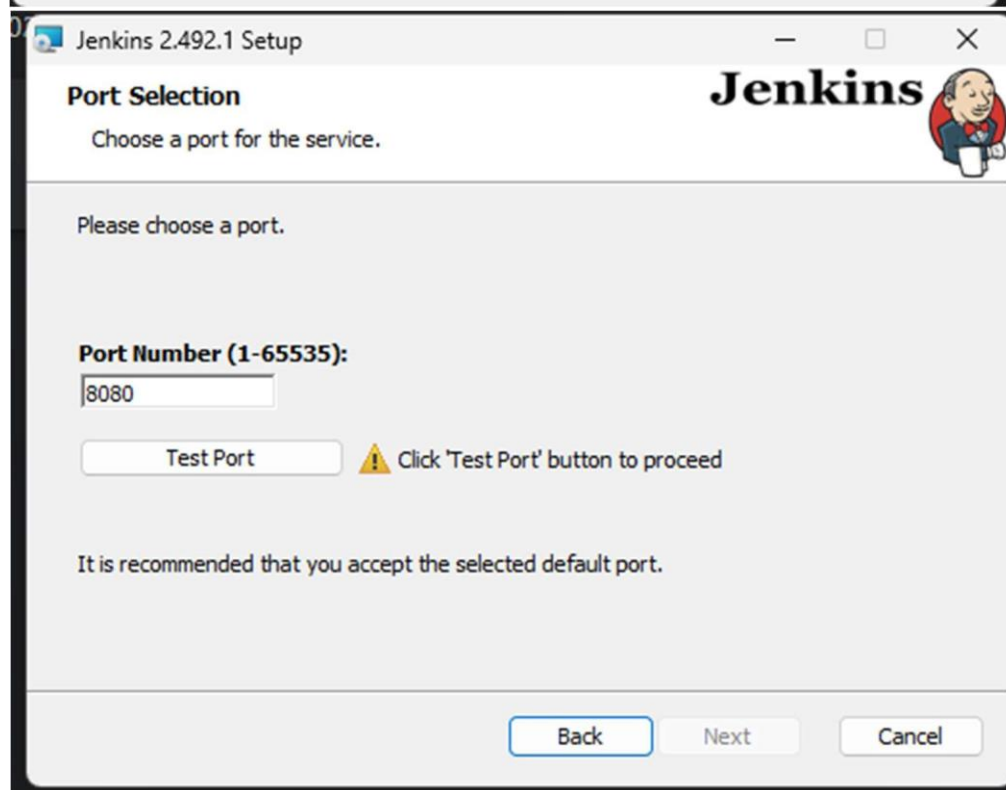 Jenkins 2.492.1 Setup
Port Selection
Jenkins
Choose a port for the service.
Please choose a port.
Port Number (1-65535):
8080
Test Port
Click 'Test Port' button to proceed
It is recommended that you accept the selected default port.
Back
Next
Cancel